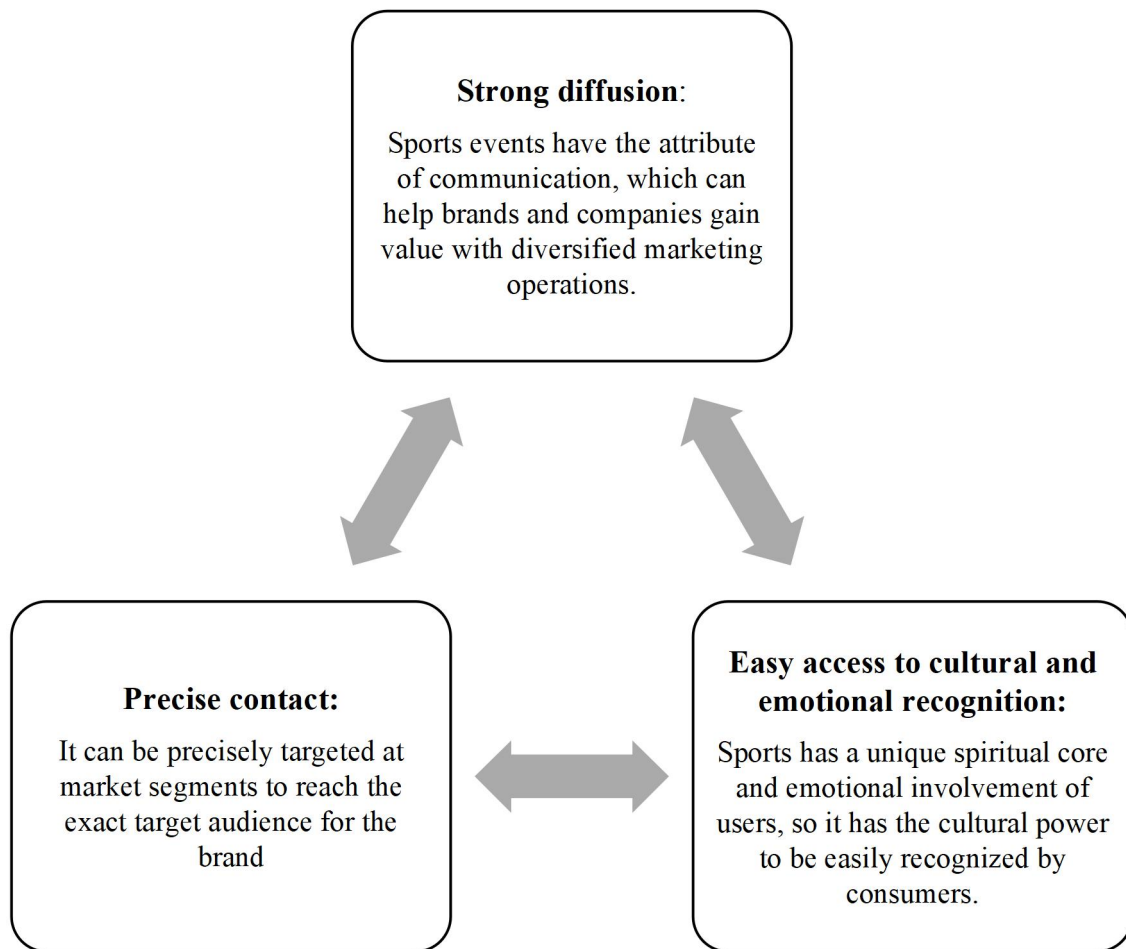 Strong diffusion:
Sports events have the attribute
of communication, which can
help brands and companies gain
value with diversified marketing
operations.
Precise contact:
It can be precisely targeted at
market segments to reach the
exact target audience for the
brand
Easy access to cultural and
emotional recognition:
Sports has a unique spiritual core
and emotional involvement of
users, so it has the cultural power
to be easily recognized by
consumers.